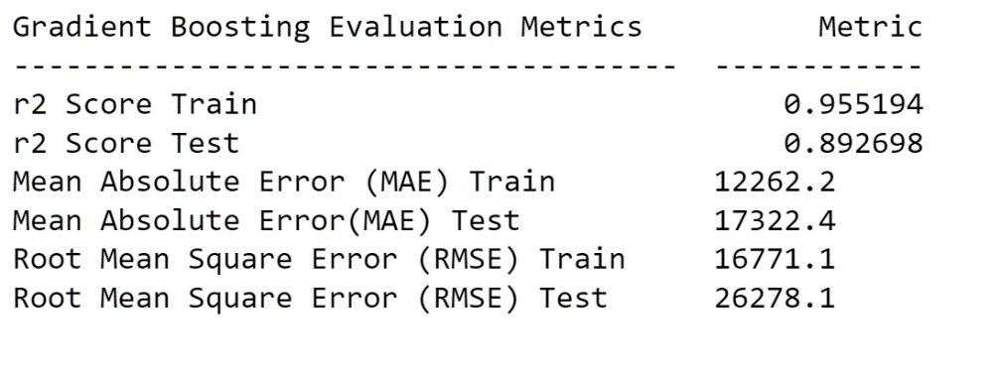 Gradient Boosting Evaluation Metrics Metric
-------------------------------------- ------------
r2 Score Train 0.955194
r2 Score Test 0.892698
Mean Absolute Error (MAE) Train 12262.2
Mean Absolute Error(MAE) Test 17322.4
Root Mean Square Error (RMSE) Train 16771.1
Root Mean Square Error (RMSE) Test 26278.1